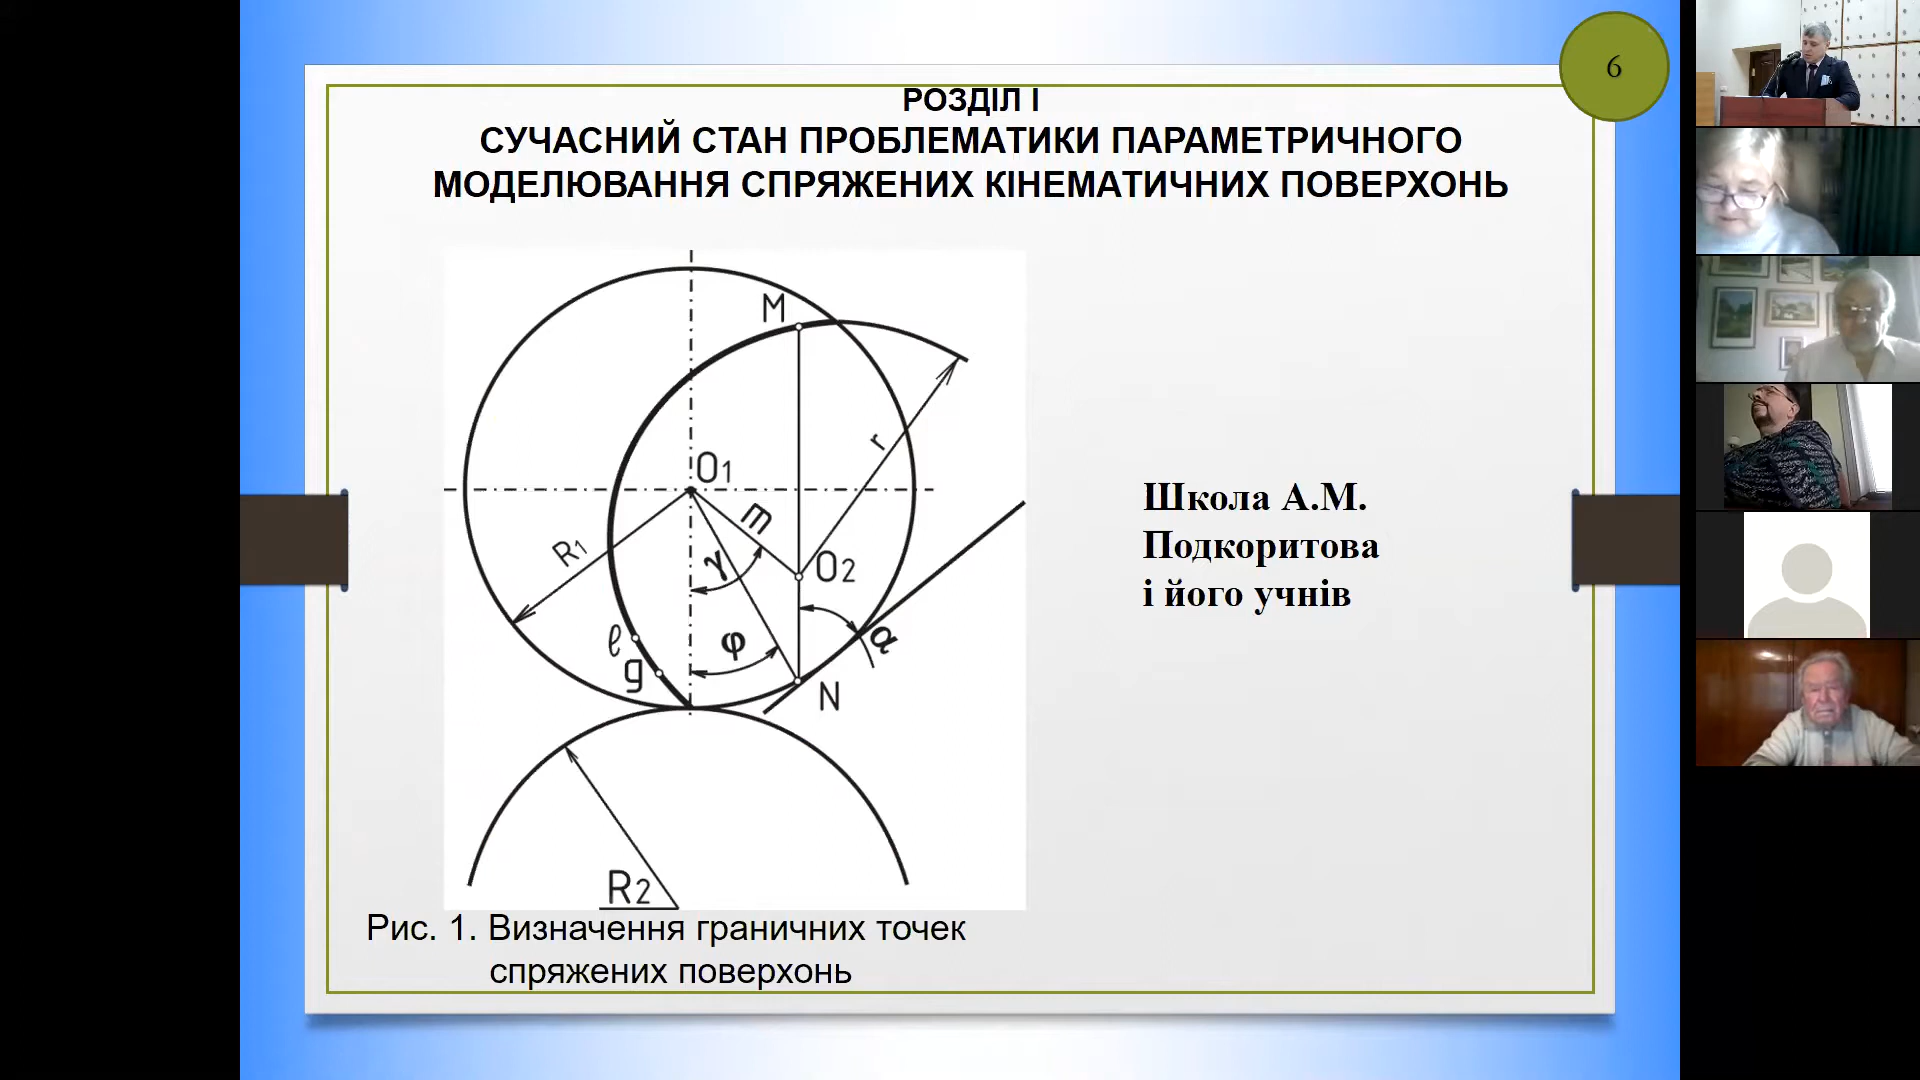 6
РОЗДІЛ І
СУЧАСНИЙ СТАН ПРОБЛЕМАТИКИ ПАРАМЕТРИЧНОГО
МОДЕЛЮВАННЯ СПРЯЖЕНИХ КІНЕМАТИЧНИХ ПОВЕРХОНЬ
M
r
O1
m
R1
γ
O2
φ
α
ℓ
g
N
R2
Школа А.М.
Подкоритова
і його учнів
Рис. 1. Визначення граничних точек
спряжених поверхонь